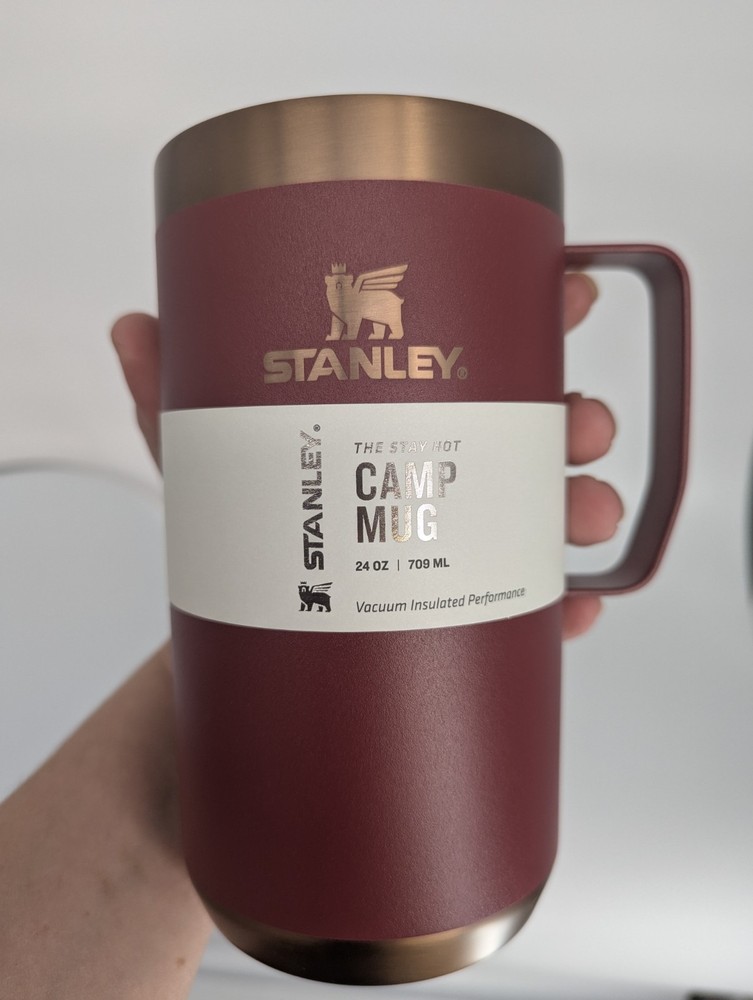 STANLEY®
STANLEY®
THE STAY HOT
CAMP
MUG
24 OZ | 709 ML
Vacuum Insulated Performance